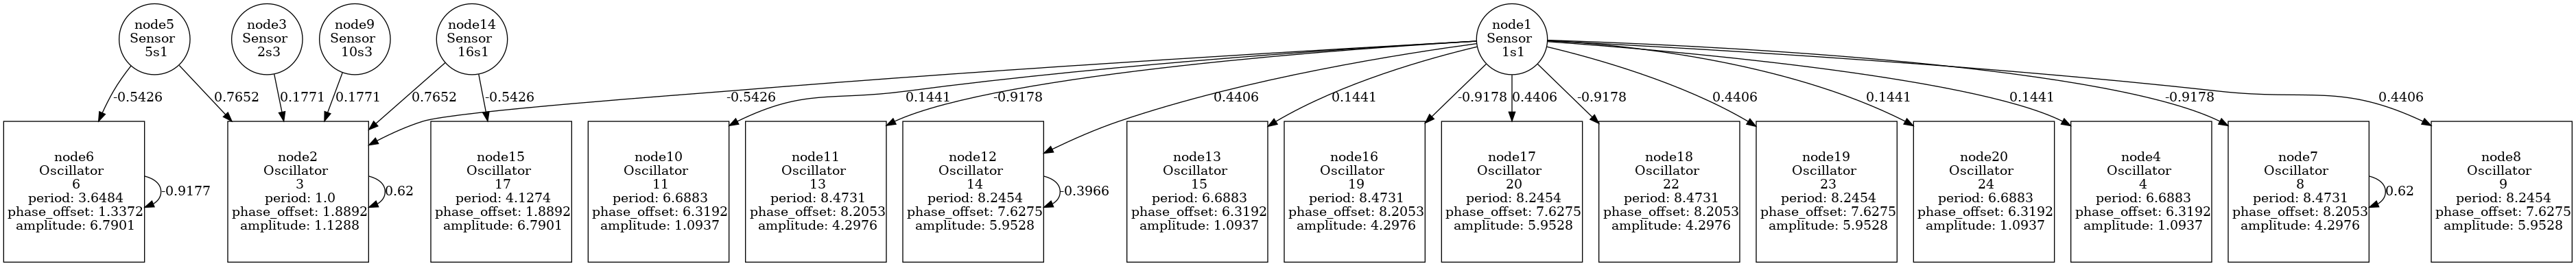 node5
Sensor
5s1
node3
Sensor
2s3
node9
Sensor
10s3
node14
Sensor
16s1
node1
Sensor
1s1
-0.5426
0.7652
0.1771
0.1771
0.7652
-0.5426
-0.5426
0.1441
-0.9178
0.4406
0.1441
-0.9178
0.4406
-0.9178
0.4406
0.1441
0.1441
-0.9178
0.4406
node6
Oscillator
6
period: 3.6484
phase_offset: 1.3372
amplitude: 6.7901
-0.9177
node2
Oscillator
3
period: 1.0
phase_offset: 1.8892
amplitude: 1.1288
0.62
node15
Oscillator
17
period: 4.1274
phase_offset: 1.8892
amplitude: 6.7901
node10
Oscillator
11
period: 6.6883
phase_offset: 6.3192
amplitude: 1.0937
node11
Oscillator
13
period: 8.4731
phase_offset: 8.2053
amplitude: 4.2976
node12
Oscillator
14
period: 8.2454
phase_offset: 7.6275
amplitude: 5.9528
-0.3966
node13
Oscillator
15
period: 6.6883
phase_offset: 6.3192
amplitude: 1.0937
node16
Oscillator
19
period: 8.4731
phase_offset: 8.2053
amplitude: 4.2976
node17
Oscillator
20
period: 8.2454
phase_offset: 7.6275
amplitude: 5.9528
node18
Oscillator
22
period: 8.4731
phase_offset: 8.2053
amplitude: 4.2976
node19
Oscillator
23
period: 8.2454
phase_offset: 7.6275
amplitude: 5.9528
node20
Oscillator
24
period: 6.6883
phase_offset: 6.3192
amplitude: 1.0937
node4
Oscillator
4
period: 6.6883
phase_offset: 6.3192
amplitude: 1.0937
node7
Oscillator
8
period: 8.4731
phase_offset: 8.2053
amplitude: 4.2976
0.62
node8
Oscillator
9
period: 8.2454
phase_offset: 7.6275
amplitude: 5.9528